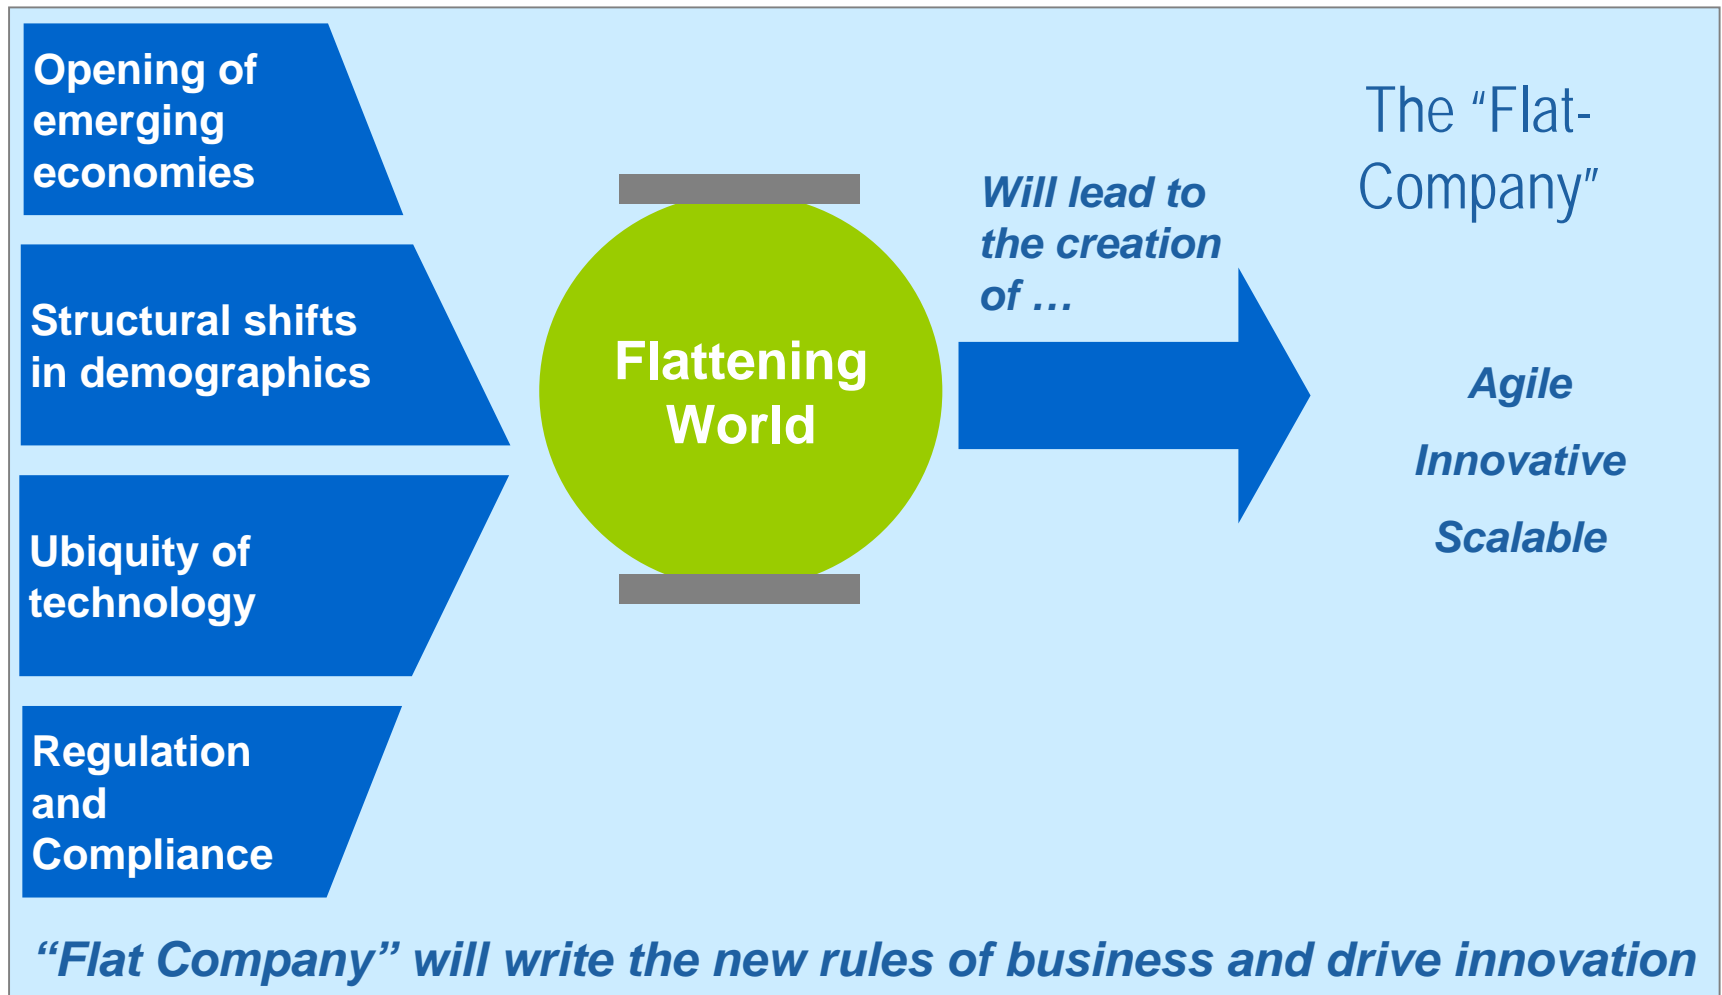 Opening of
emerging
economies
Structural shifts
in demographics
Ubiquity of
technology
Regulation
and
Compliance
Flattening
World
Will lead to
the creation
of …
The “Flat-
Company”
Agile
Innovative
Scalable
“Flat Company” will write the new rules of business and drive innovation